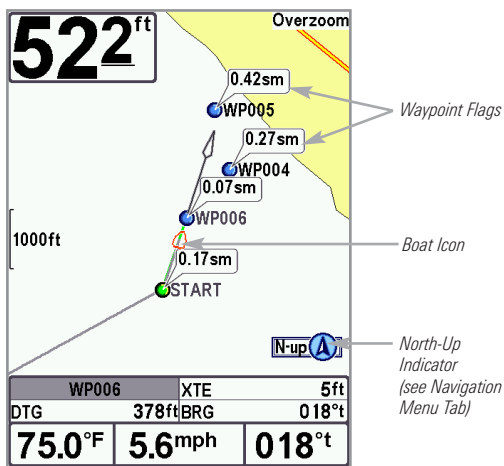 522 ft
Overzoom
0.42sm
WP005
Waypoint Flags
0.27sm
WP004
0.07sm
WP006
1000ft
Boat Icon
0.17sm
START
N-up
North-Up
Indicator
(see Navigation
Menu Tab)
WP006
XTE 5ft
DTG 378ft
BRG 018°t
75.0°F
5.6mph
018°t